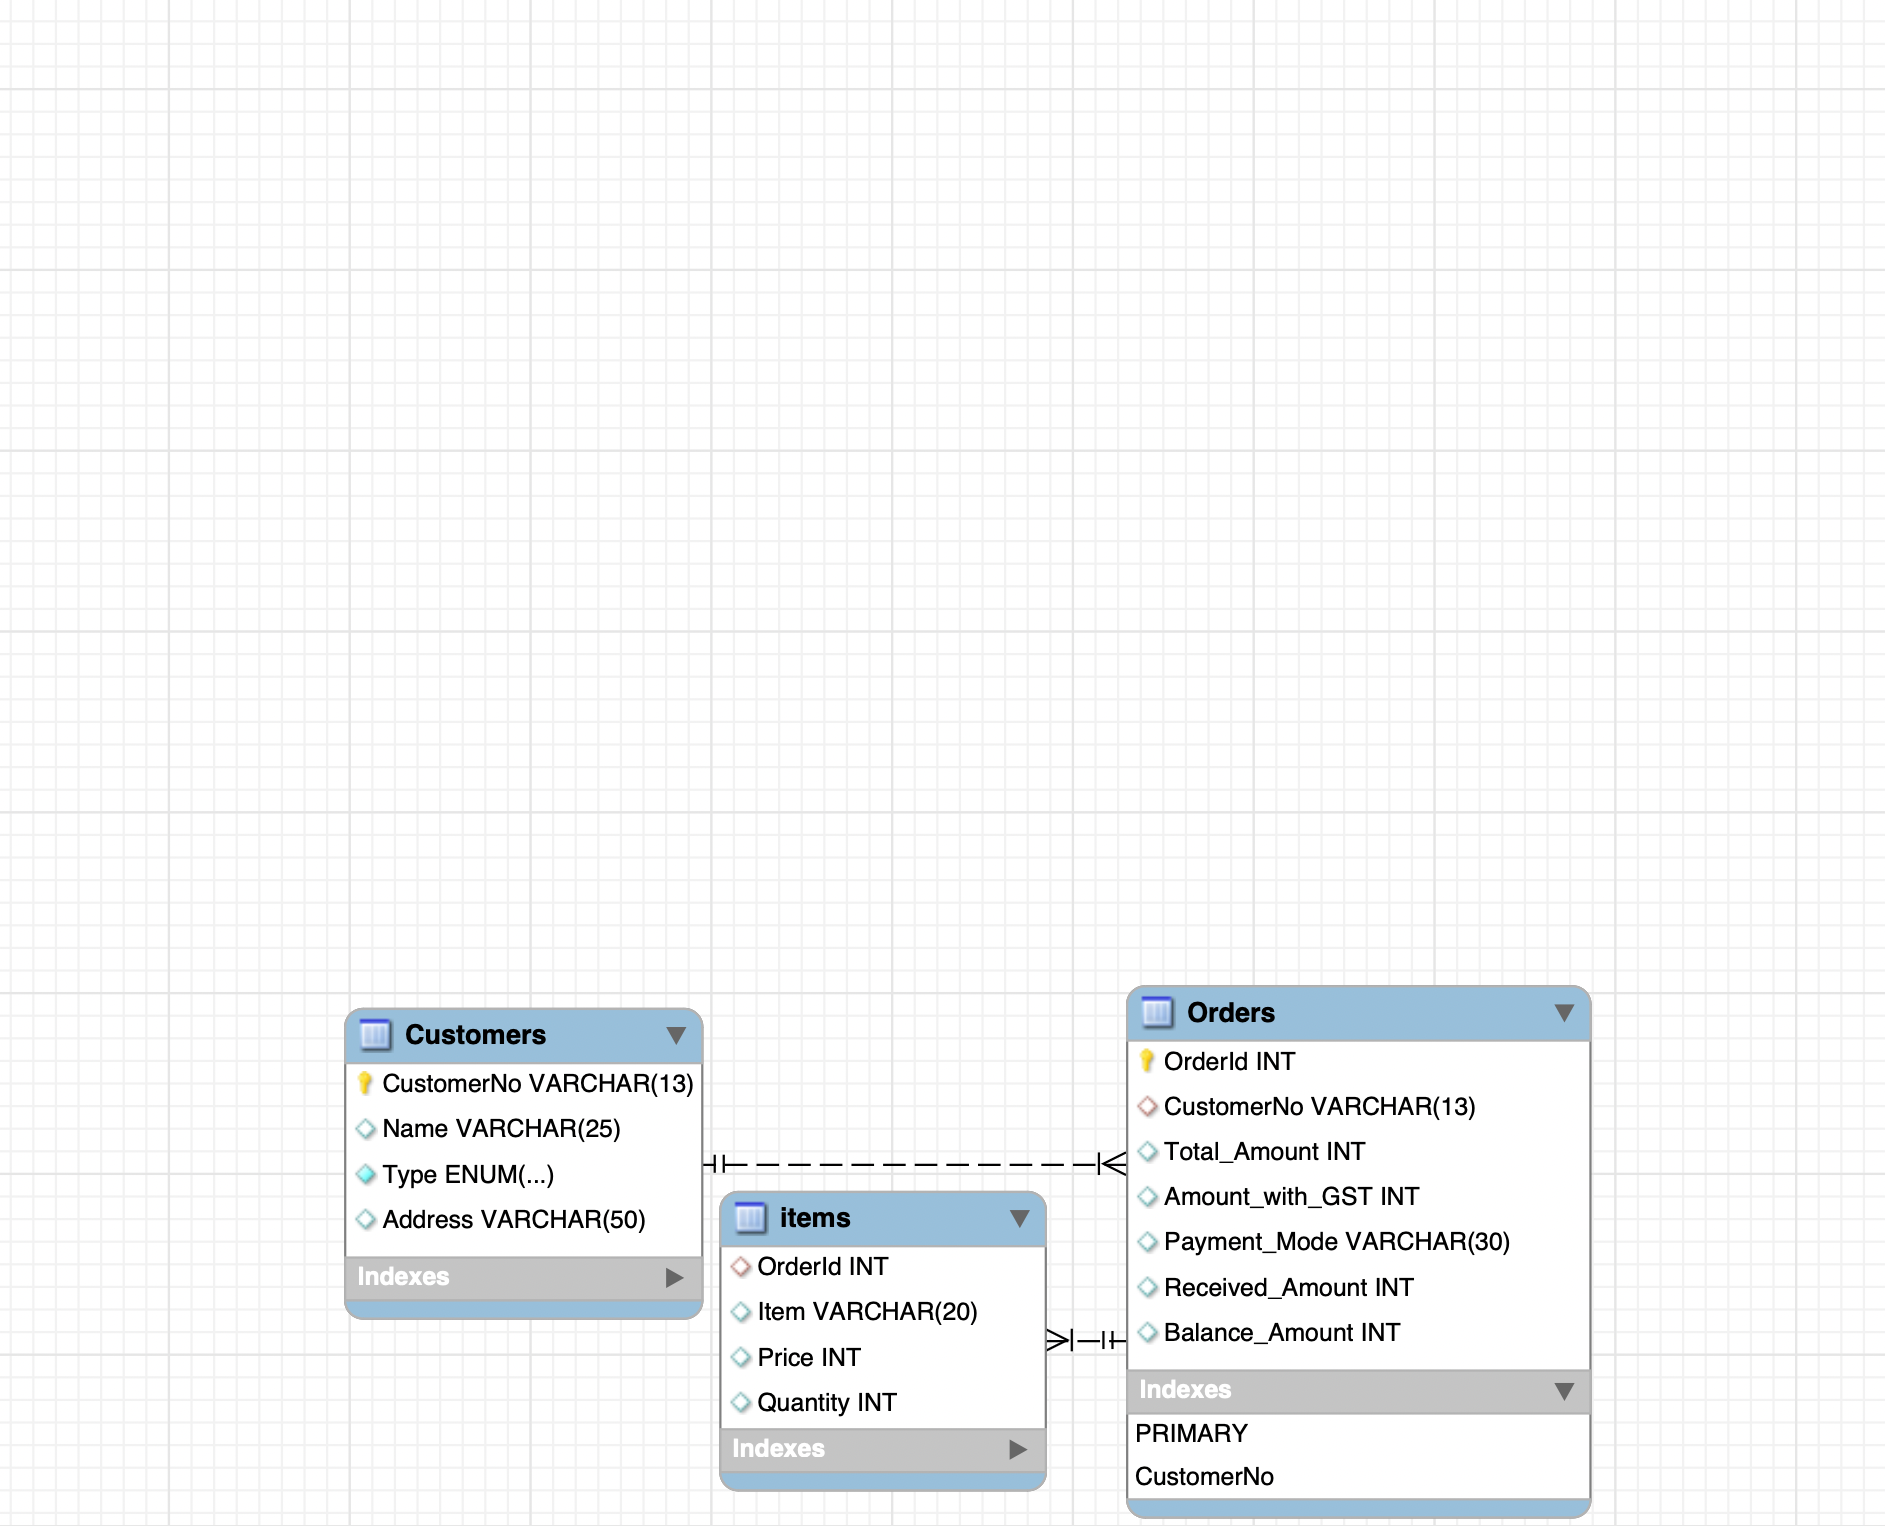 Customers
CustomerNo VARCHAR(13)
Name VARCHAR(25)
Type ENUM(...)
Address VARCHAR(50)
Indexes
items
OrderId INT
Item VARCHAR(20)
Price INT
Quantity INT
Indexes
Orders
OrderId INT
CustomerNo VARCHAR(13)
Total_Amount INT
Amount_with_GST INT
Payment_Mode VARCHAR(30)
Received_Amount INT
Balance_Amount INT
Indexes
PRIMARY
CustomerNo